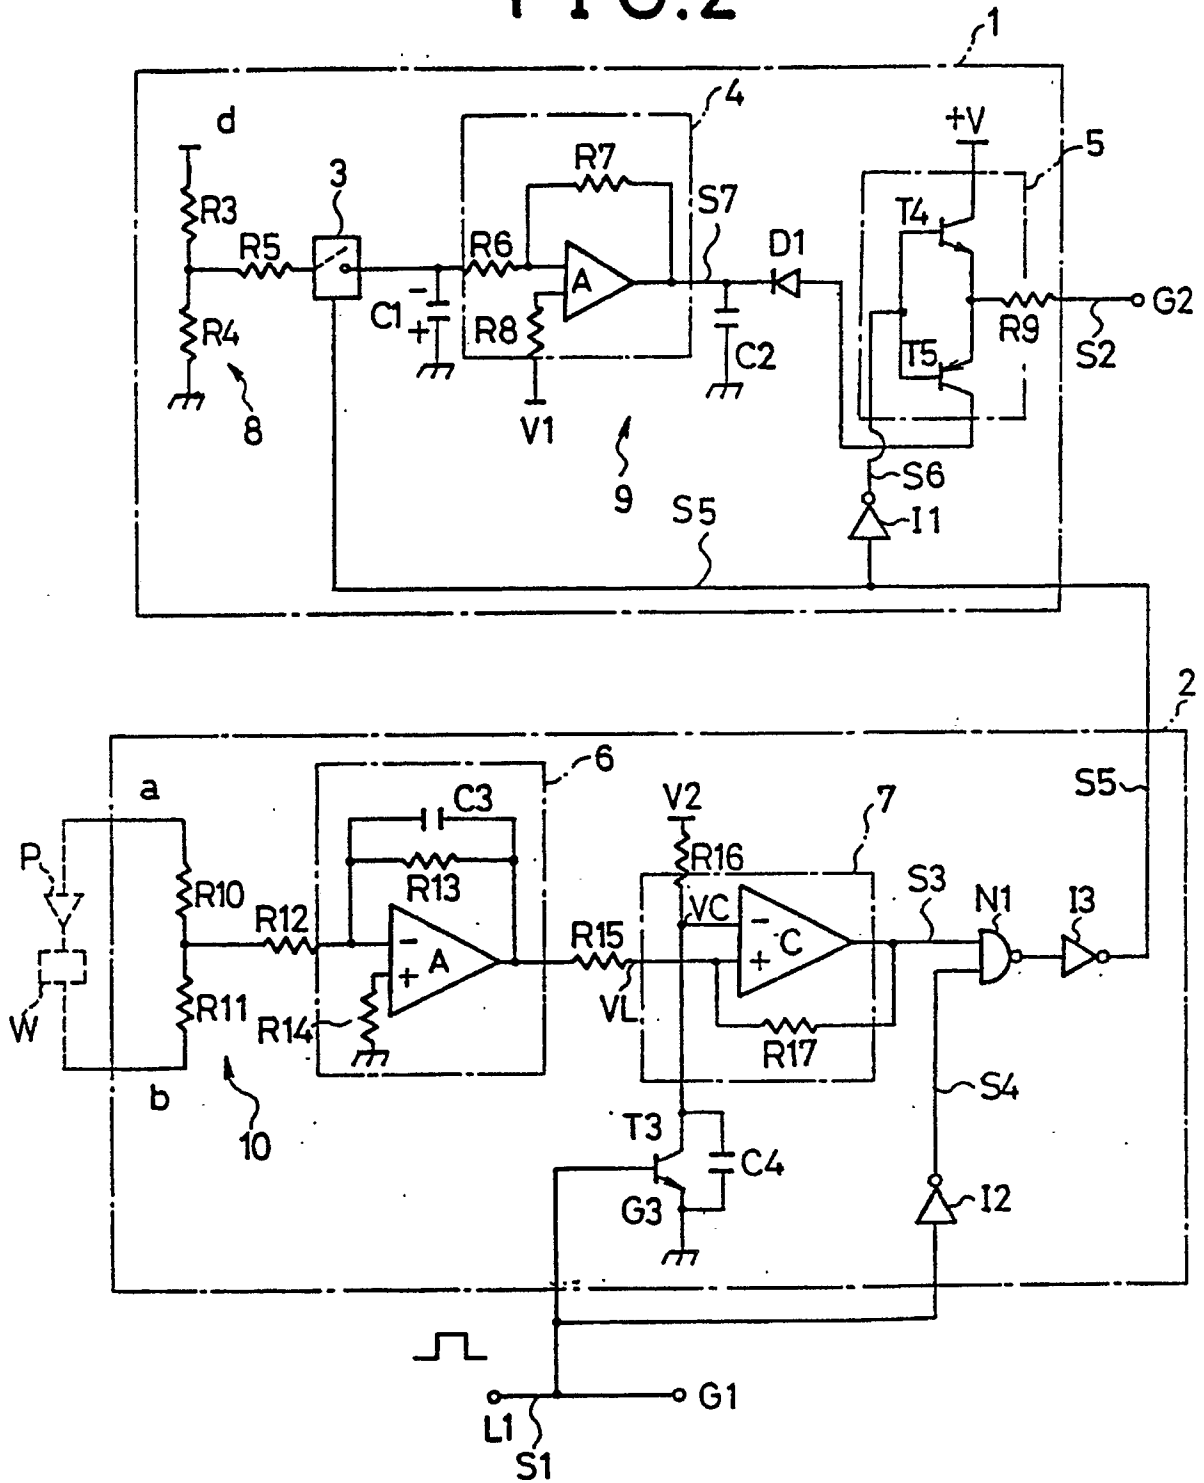 FIG.2
1
d
4
+V
5
3
R7
S7
T4
R3
R5
R6
D1
A
G2
C1
−
+
R8
R9
R4
C2
T5
S2
8
V1
9
S6
S5
I1
2
6
S5
a
C3
V2
7
P
R13
R16
S3
N1
I3
R10
R12
VC
−
+
A
R15
−
+
C
W
R11
R14
VL
R17
b
10
S4
T3
C4
G3
I2
L1
G1
S1